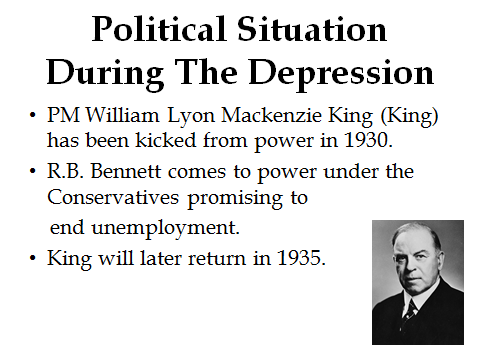 Political Situation
During The Depression
• PM William Lyon Mackenzie King (King)
has been kicked from power in 1930.
• R.B. Bennett comes to power under the
Conservatives promising to
end unemployment.
• King will later return in 1935.